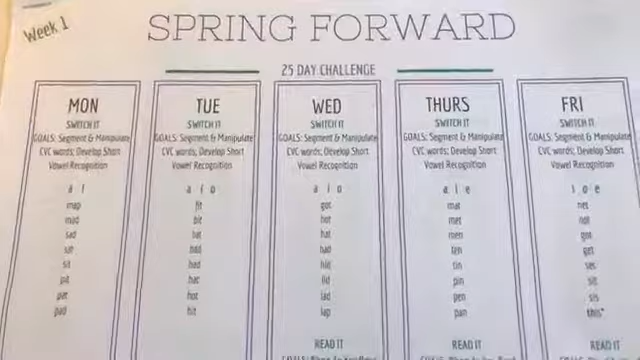 Week 1
SPRING FORWARD
25 DAY CHALLENGE
MON
SWITCH IT
GOALS: Segment & Manipulate
CVC words; Develop Short
Vowel Recognition
a i
map
mad
sad
sat
sit
pit
pat
pad
TUE
SWITCH IT
GOALS: Segment & Manipulate
CVC words; Develop Short
Vowel Recognition
a i o
fit
bit
bat
had
hat
hot
hit
WED
SWITCH IT
GOALS: Segment & Manipulate
CVC words; Develop Short
Vowel Recognition
a i o
got
hot
hat
had
hid
lid
lad
lap
READ IT
THURS
SWITCH IT
GOALS: Segment & Manipulate
CVC words; Develop Short
Vowel Recognition
a i e
mat
met
men
ten
tin
pin
pen
pan
READ IT
FRI
SWITCH IT
GOALS: Segment & Manipulate
CVC words; Develop Short
Vowel Recognition
i o e
net
not
got
get
set
sit
sis
this*
READ IT